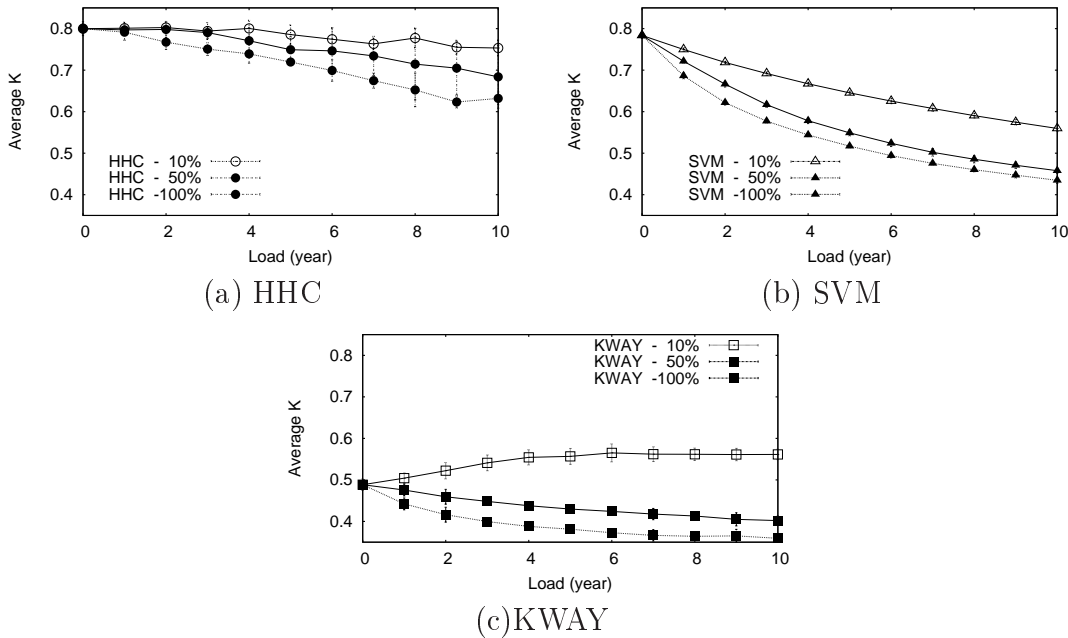 0.8
0.7
0.6
0.5
0.4
Average K
HHC - 10%
HHC - 50%
HHC -100%
0 2 4 6 8 10
Load (year)
(a) HHC
0.8
0.7
0.6
0.5
0.4
Average K
SVM - 10%
SVM - 50%
SVM -100%
0 2 4 6 8 10
Load (year)
(b) SVM
0.8
0.7
0.6
0.5
0.4
Average K
KWAY - 10%
KWAY - 50%
KWAY -100%
0 2 4 6 8 10
Load (year)
(c)KWAY